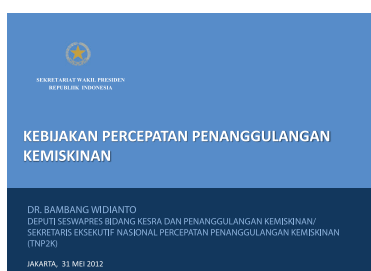 SEKRETARIAT WAKIL PRESIDEN
REPUBLIK INDONESIA
KEBIJAKAN PERCEPATAN PENANGGULANGAN
KEMISKINAN
DR. BAMBANG WIDIANTO
DEPUTI SESWAPRES BIDANG KESRA DAN PENANGGULANGAN KEMISKINAN/
SEKRETARIS EKSEKUTIF NASIONAL PERCEPATAN PENANGGULANGAN KEMISKINAN
(TNP2K)
JAKARTA, 31 MEI 2012